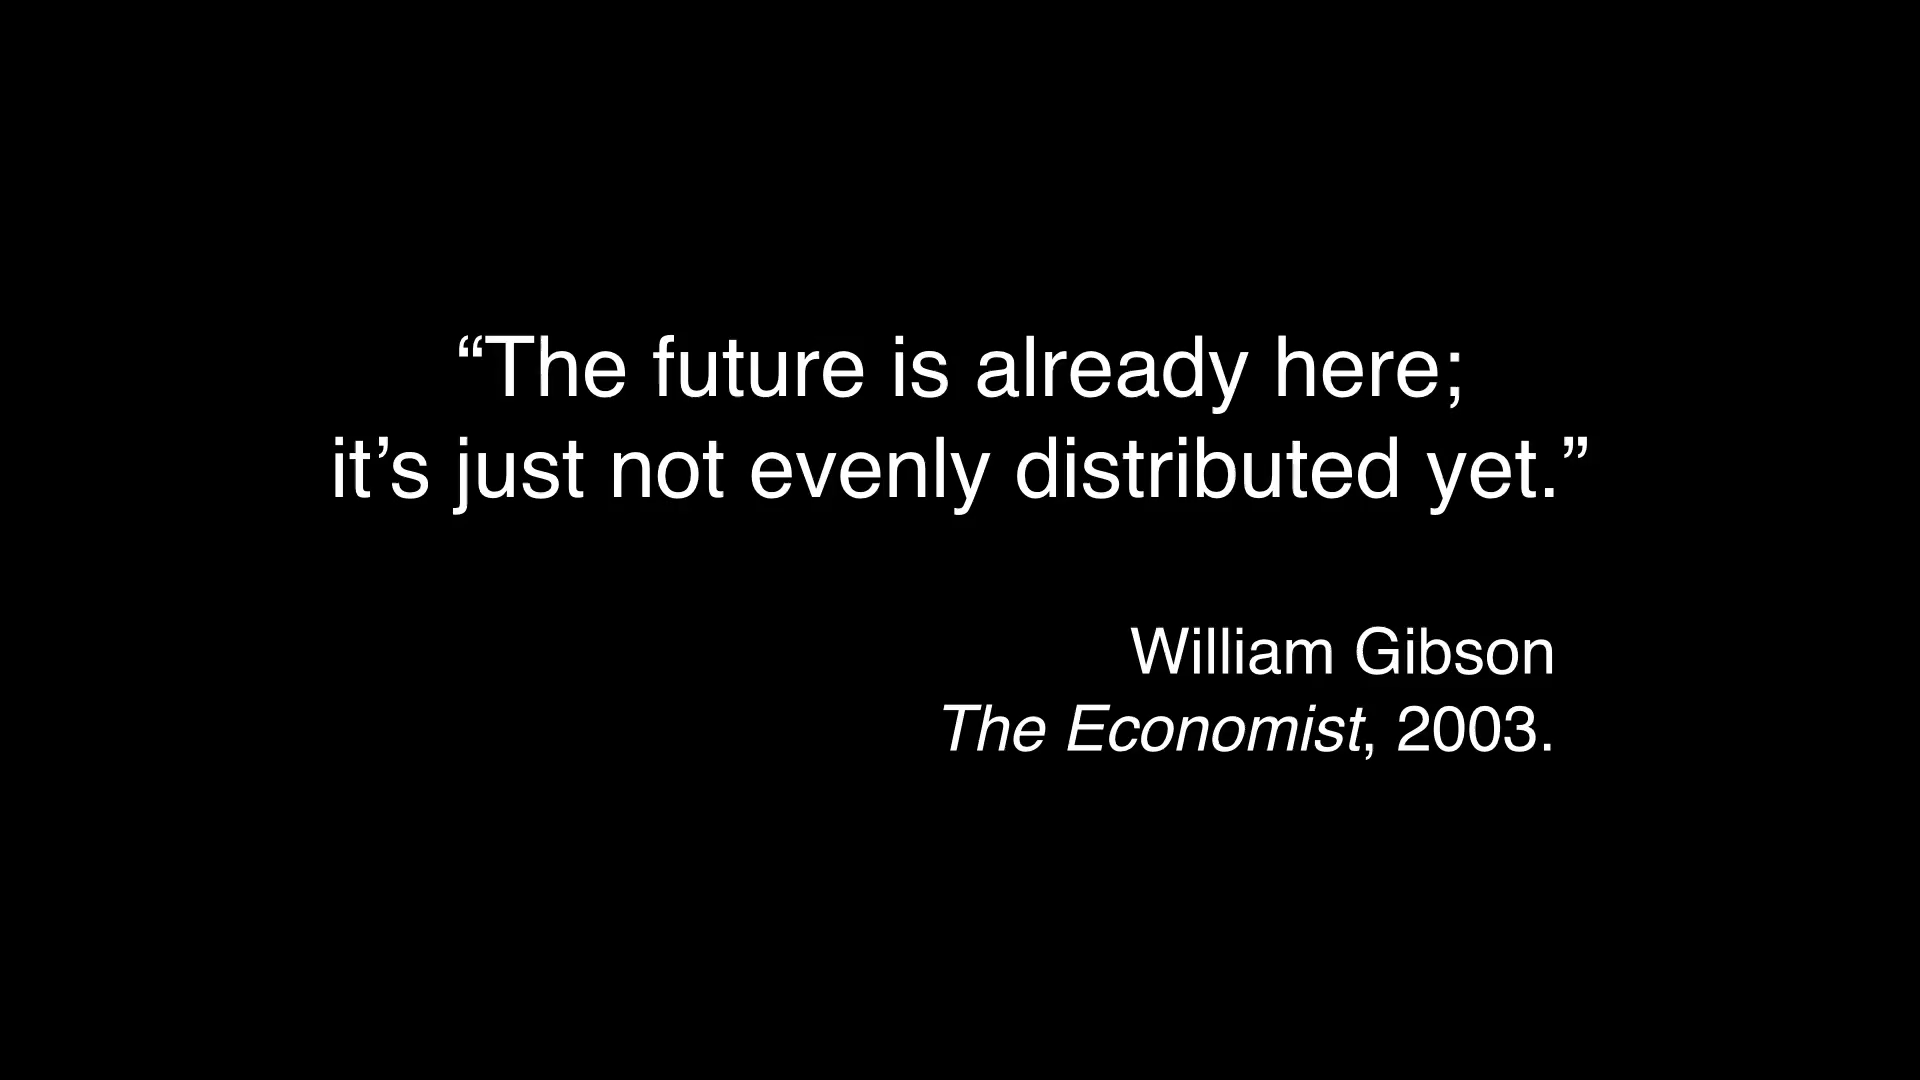 “The future is already here;
it’s just not evenly distributed yet.”
William Gibson
The Economist, 2003.